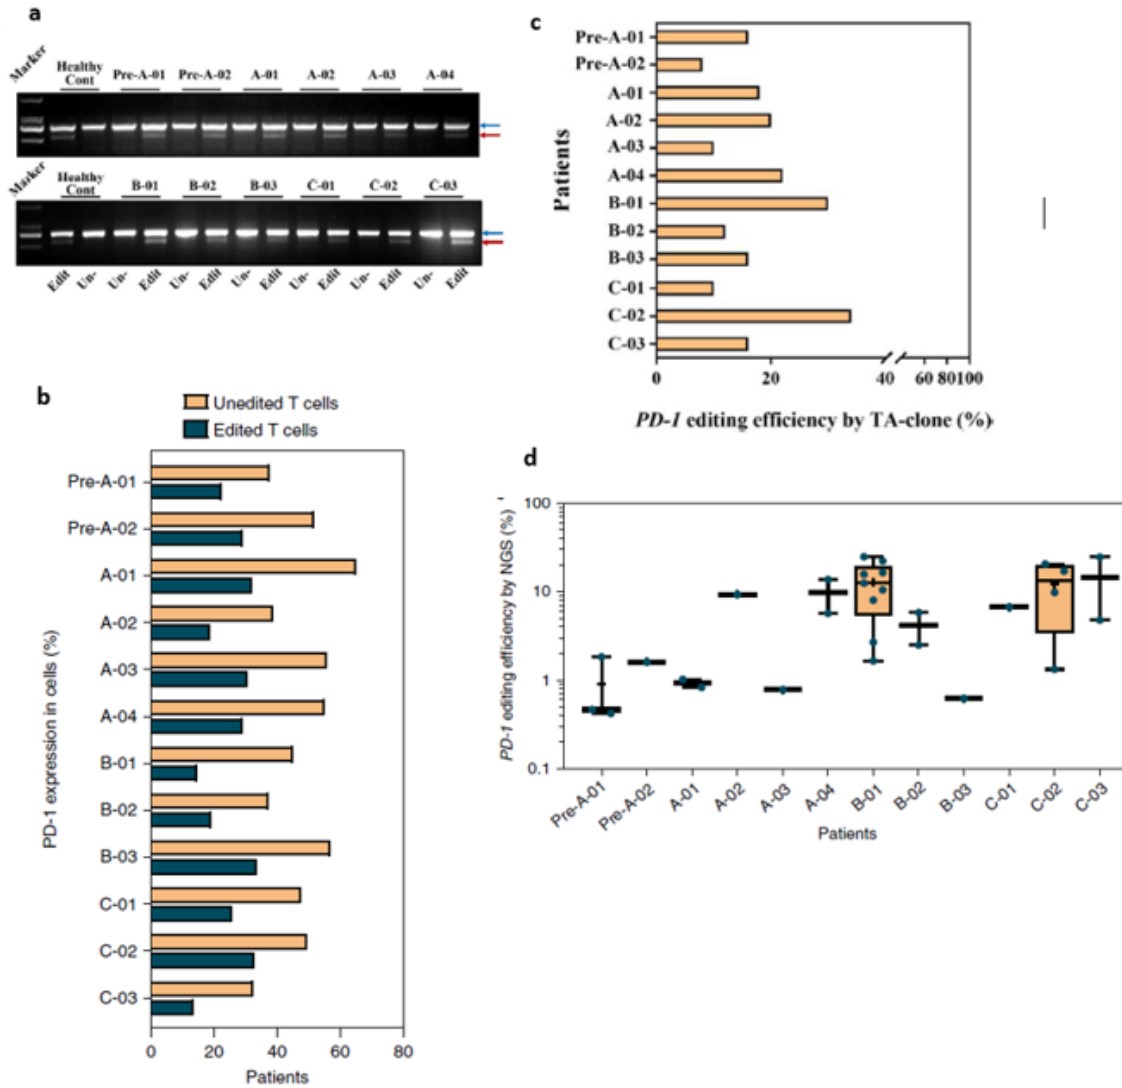 a
Marker
Healthy
Cont
Pre-A-01
Pre-A-02
A-01
A-02
A-03
A-04
Marker
Healthy
Cont
B-01
B-02
B-03
C-01
C-02
C-03
Edit
Un-
Un-
Edit
Un-
Edit
Un-
Edit
Un-
Edit
Un-
Edit
Un-
Edit
b
Unedited T cells
Edited T cells
PD-1 expression in cells (%)
Pre-A-01
Pre-A-02
A-01
A-02
A-03
A-04
B-01
B-02
B-03
C-01
C-02
C-03
0 20 40 60 80
Patients
c
Patients
Pre-A-01
Pre-A-02
A-01
A-02
A-03
A-04
B-01
B-02
B-03
C-01
C-02
C-03
0 20 40 60 80 100
PD-1 editing efficiency by TA-clone (%)
d
PD-1 editing efficiency by NGS (%)
100
10
1
0.1
Pre-A-01
Pre-A-02
A-01
A-02
A-03
A-04
B-01
B-02
B-03
C-01
C-02
C-03
Patients